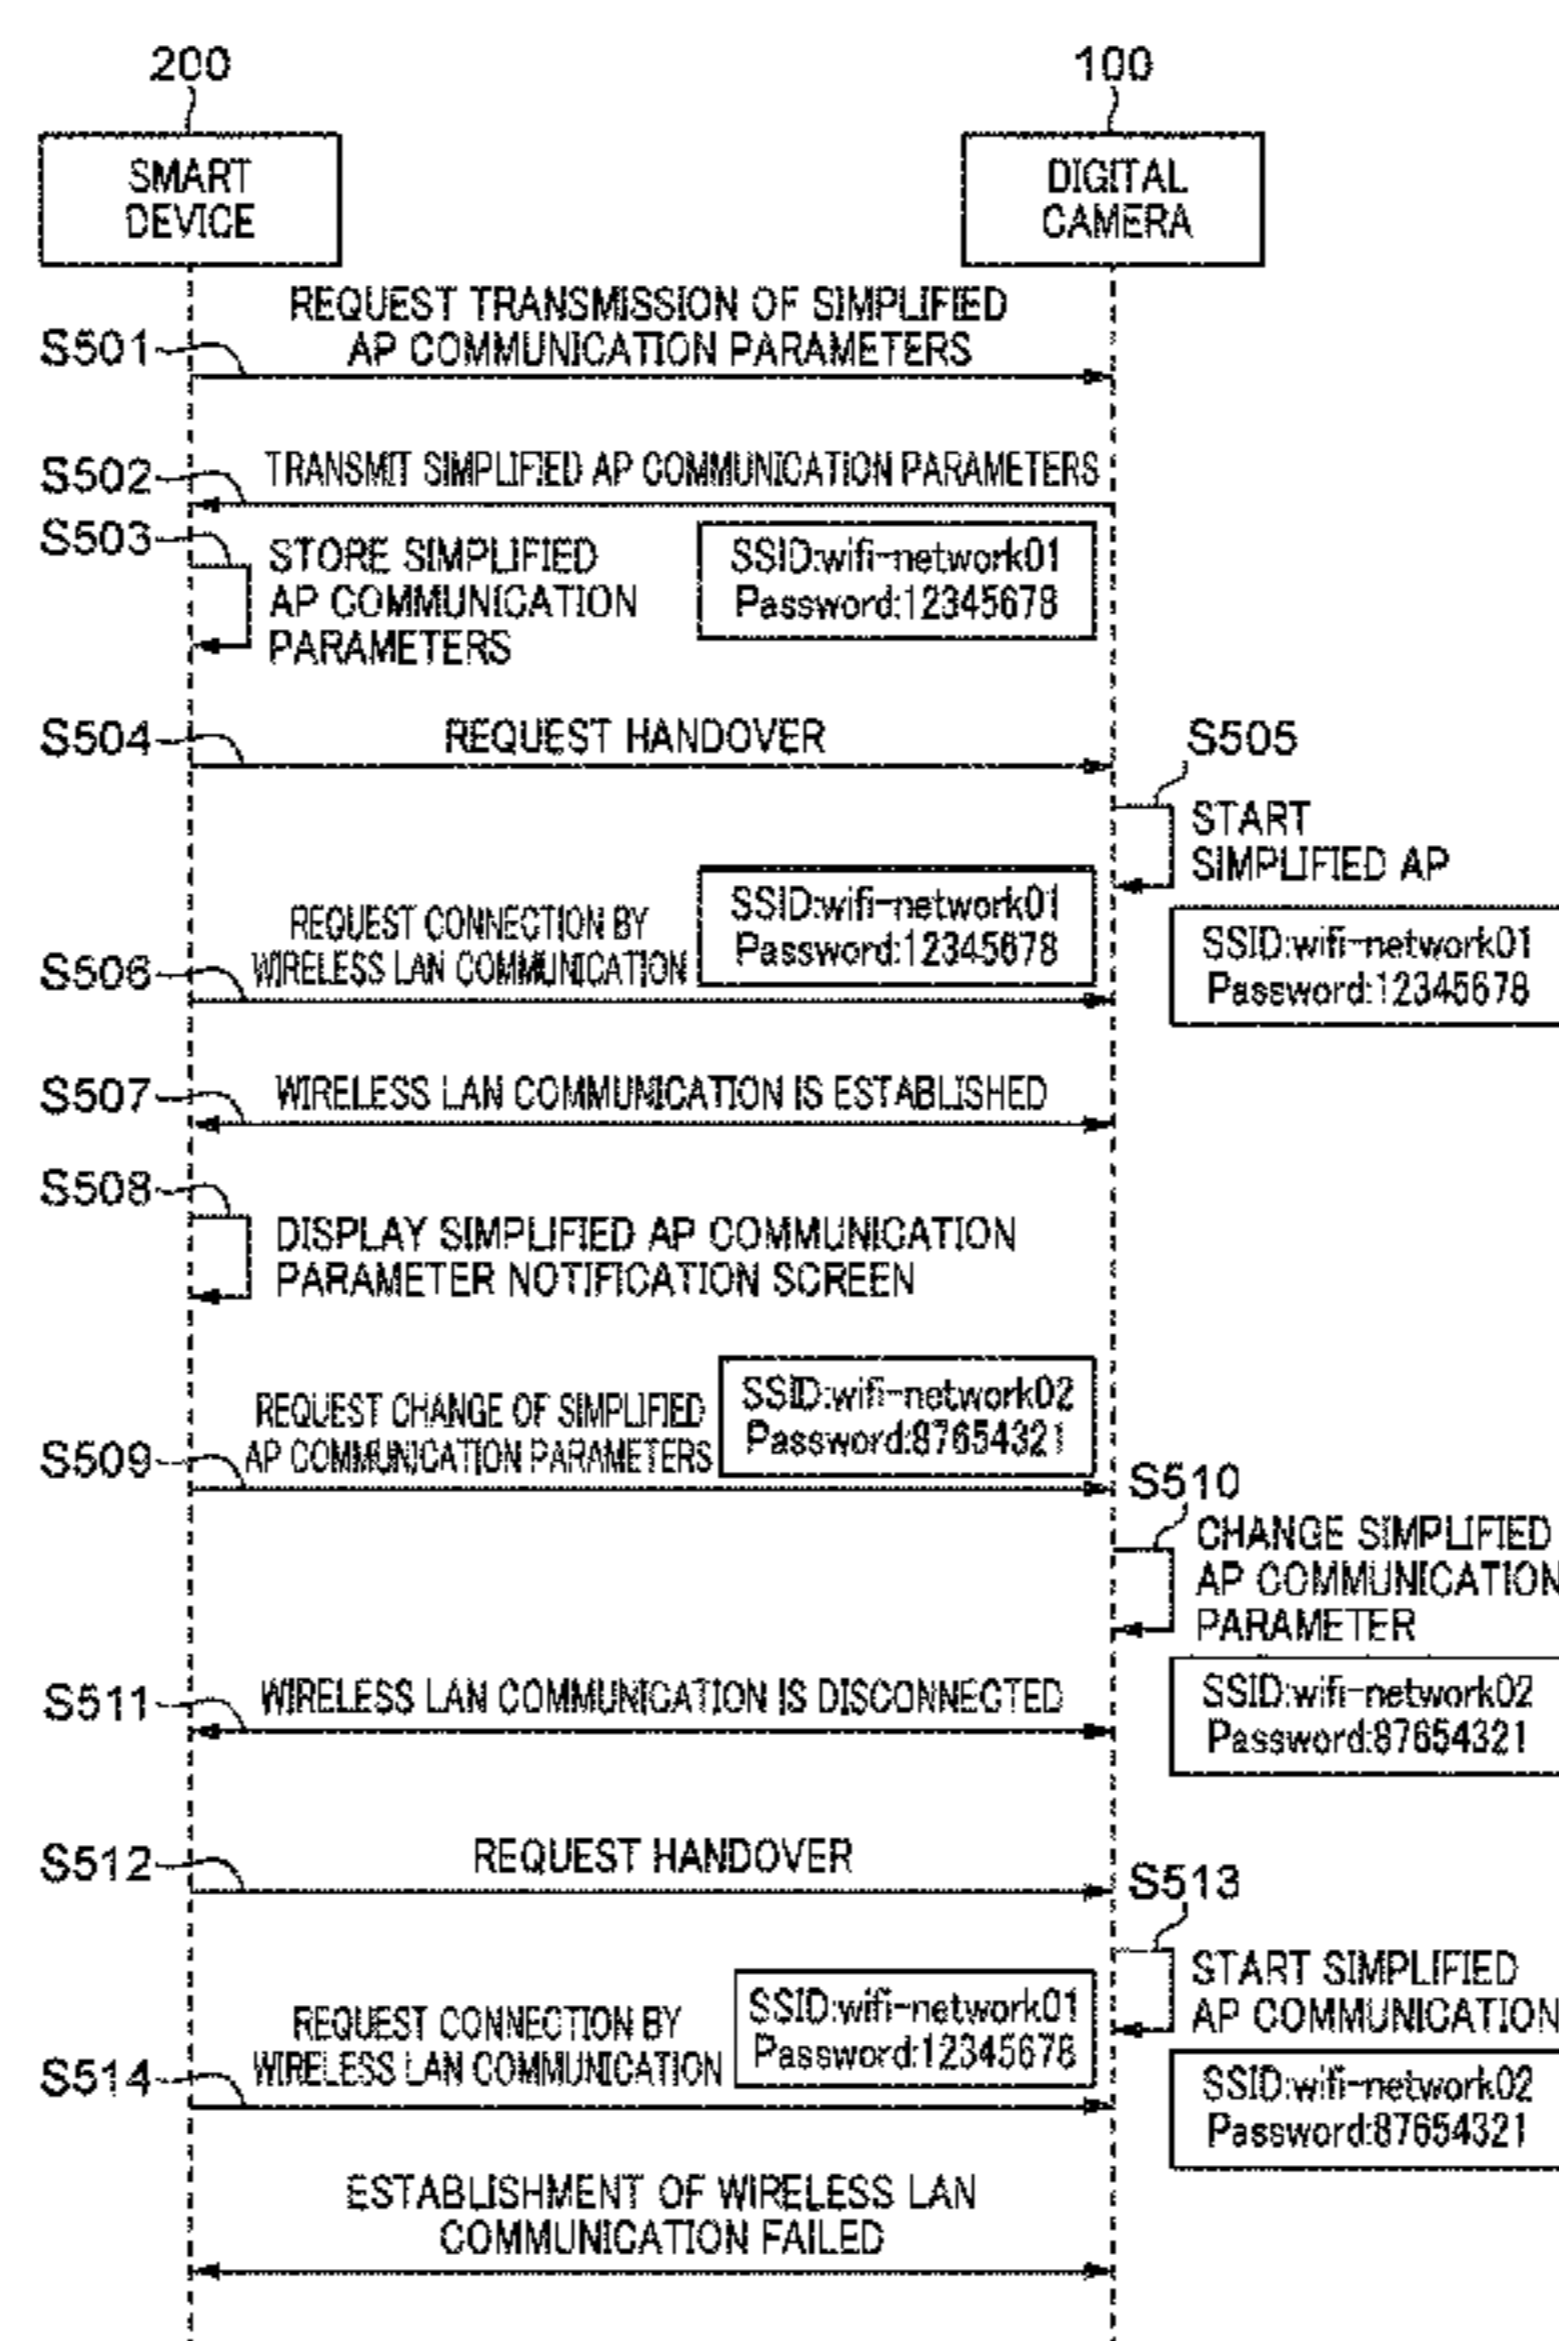 200
100
SMART
DEVICE
DIGITAL
CAMERA
REQUEST TRANSMISSION OF SIMPLIFIED
AP COMMUNICATION PARAMETERS
S501
TRANSMIT SIMPLIFIED AP COMMUNICATION PARAMETERS
S502
S503
STORE SIMPLIFIED
AP COMMUNICATION
PARAMETERS
SSID:wifi-network01
Password:12345678
S504
REQUEST HANDOVER
S505
START
SIMPLIFIED AP
SSID:wifi-network01
Password:12345678
REQUEST CONNECTION BY
WIRELESS LAN COMMUNICATION
S506
SSID:wifi-network01
Password:12345678
S507
WIRELESS LAN COMMUNICATION IS ESTABLISHED
S508
DISPLAY SIMPLIFIED AP COMMUNICATION
PARAMETER NOTIFICATION SCREEN
SSID:wifi-network02
Password:87654321
REQUEST CHANGE OF SIMPLIFIED
AP COMMUNICATION PARAMETERS
S509
S510
CHANGE SIMPLIFIED
AP COMMUNICATION
PARAMETER
SSID:wifi-network02
Password:87654321
S511
WIRELESS LAN COMMUNICATION IS DISCONNECTED
S512
REQUEST HANDOVER
S513
START SIMPLIFIED
AP COMMUNICATION
SSID:wifi-network01
Password:12345678
REQUEST CONNECTION BY
WIRELESS LAN COMMUNICATION
S514
SSID:wifi-network02
Password:87654321
ESTABLISHMENT OF WIRELESS LAN
COMMUNICATION FAILED